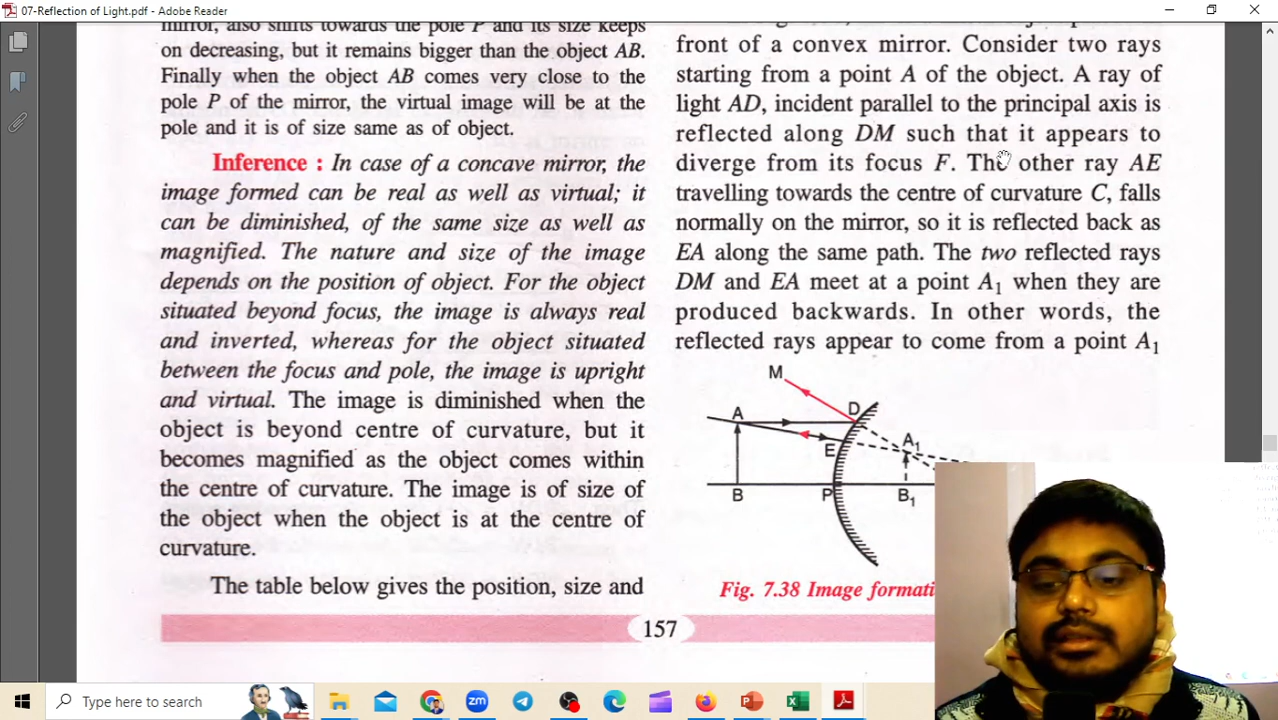 07-Reflection of Light.pdf - Adobe Reader
mirror, also shifts towards the pole P and its size keeps
on decreasing, but it remains bigger than the object AB.
Finally when the object AB comes very close to the
pole P of the mirror, the virtual image will be at the
pole and it is of size same as of object.
Inference : In case of a concave mirror, the
image formed can be real as well as virtual; it
can be diminished, of the same size as well as
magnified. The nature and size of the image
depends on the position of object. For the object
situated beyond focus, the image is always real
and inverted, whereas for the object situated
between the focus and pole, the image is upright
and virtual. The image is diminished when the
object is beyond centre of curvature, but it
becomes magnified as the object comes within
the centre of curvature. The image is of size of
the object when the object is at the centre of
curvature.
The table below gives the position, size and
front of a convex mirror. Consider two rays
starting from a point A of the object. A ray of
light AD, incident parallel to the principal axis is
reflected along DM such that it appears to
diverge from its focus F. The other ray AE
travelling towards the centre of curvature C, falls
normally on the mirror, so it is reflected back as
EA along the same path. The two reflected rays
DM and EA meet at a point A1 when they are
produced backwards. In other words, the
reflected rays appear to come from a point A1
M
A
D
E
A1
B
P
B1
Fig. 7.38 Image formati
157
Type here to search